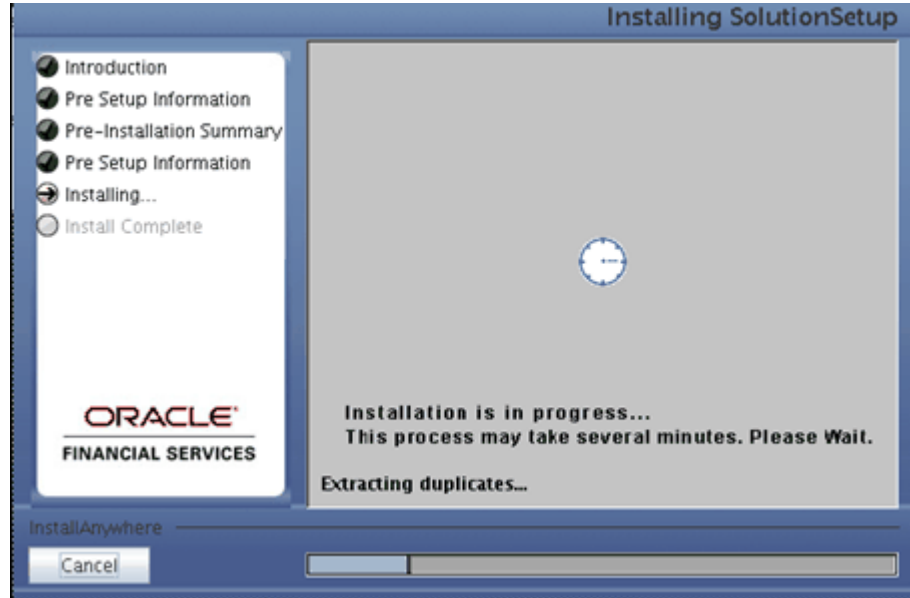 Installing SolutionSetup
Introduction
Pre Setup Information
Pre-Installation Summary
Pre Setup Information
Installing...
Install Complete
ORACLE
FINANCIAL SERVICES
Installation is in progress...
This process may take several minutes. Please Wait.
Extracting duplicates...
InstallAnywhere
Cancel